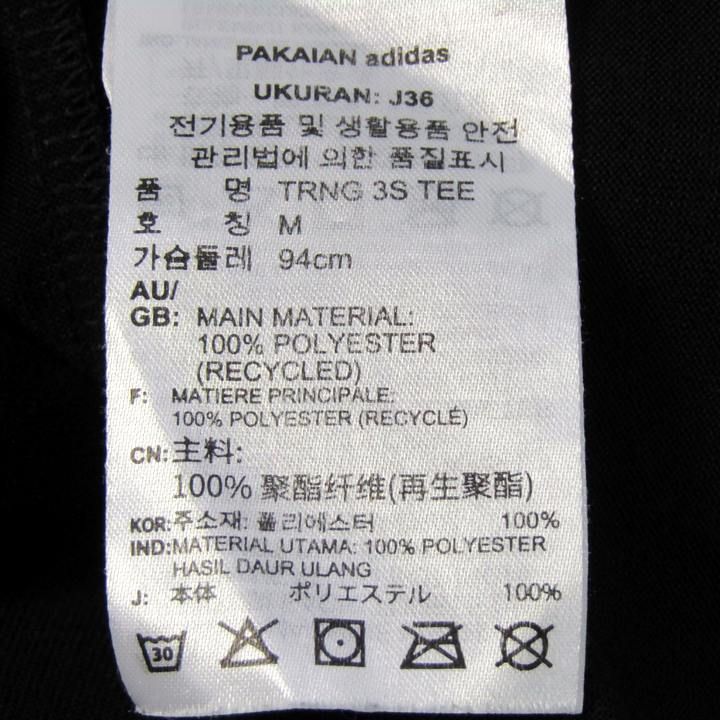 PAKAIAN adidas
UKURAN: J36
전기용품 및 생활용품 안전
관리법에 의한 품질표시
품 명 TRNG 3S TEE
호 칭 M
가슴둘레 94cm
AU/
GB: MAIN MATERIAL:
100% POLYESTER
(RECYCLED)
F: MATIERE PRINCIPALE:
100% POLYESTER (RECYCLÉ)
CN:主料:
100% 聚酯纤维(再生聚酯)
KOR:주소재: 폴리에스터 100%
IND:MATERIAL UTAMA: 100% POLYESTER
HASIL DAUR ULANG
J: 本体 ポリエステル 100%
30